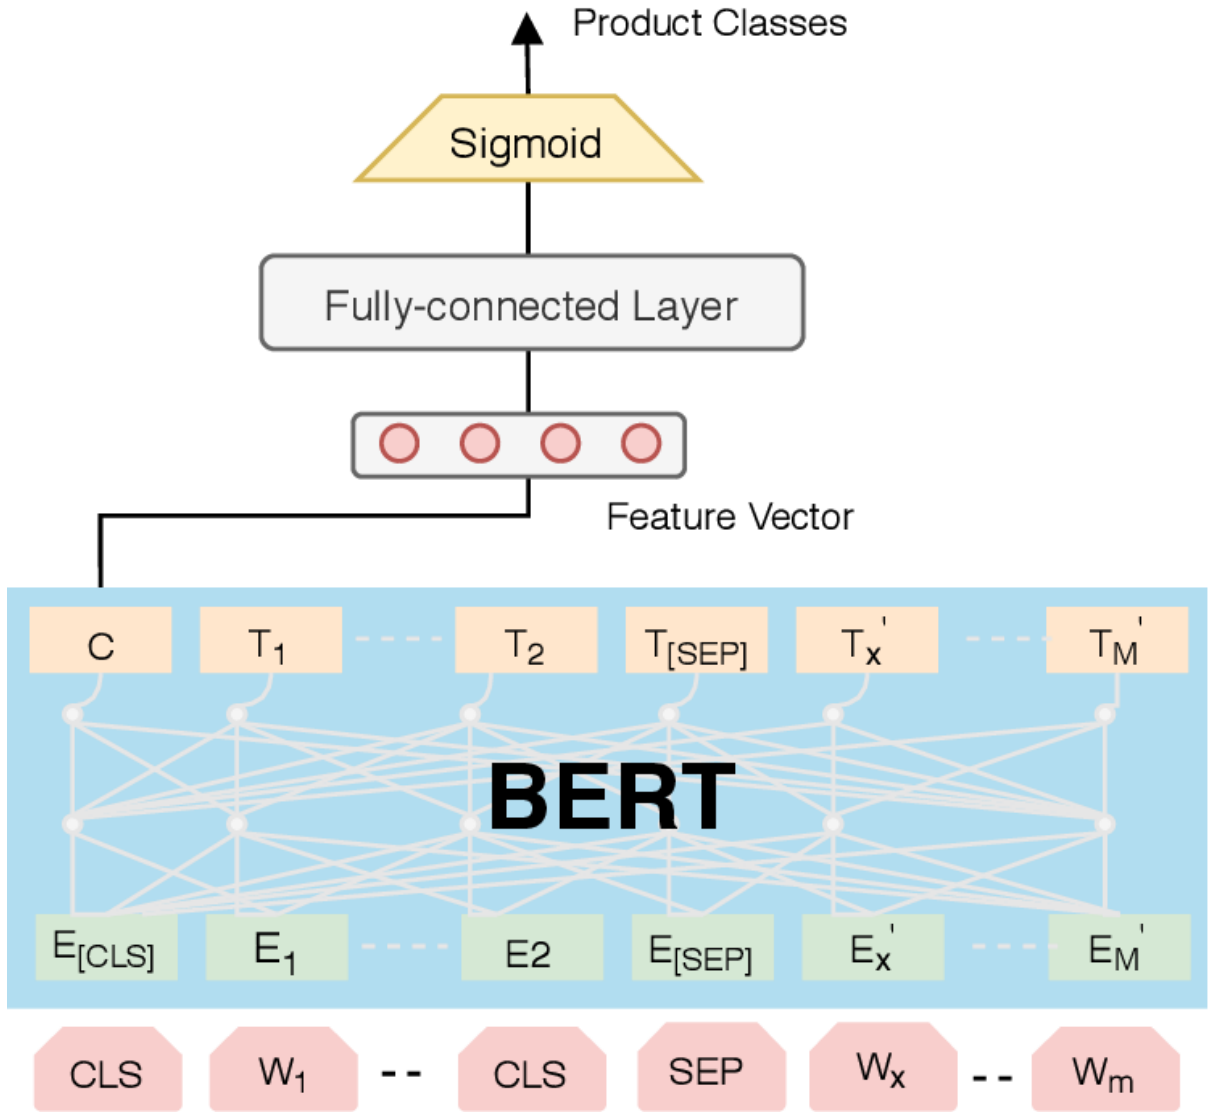 Product Classes
Sigmoid
Fully-connected Layer
Feature Vector
C T1 T2 T[SEP] Tx' TM'
BERT
E[CLS] E1 E2 E[SEP] Ex' EM'
CLS W1 -- CLS SEP Wx -- Wm